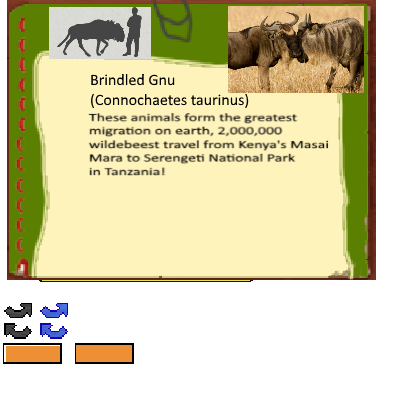 Brindled Gnu
(Connochaetes taurinus)
These animals form the greatest
migration on earth, 2,000,000
wildebeest travel from Kenya's Masai
Mara to Serengeti National Park
in Tanzania!